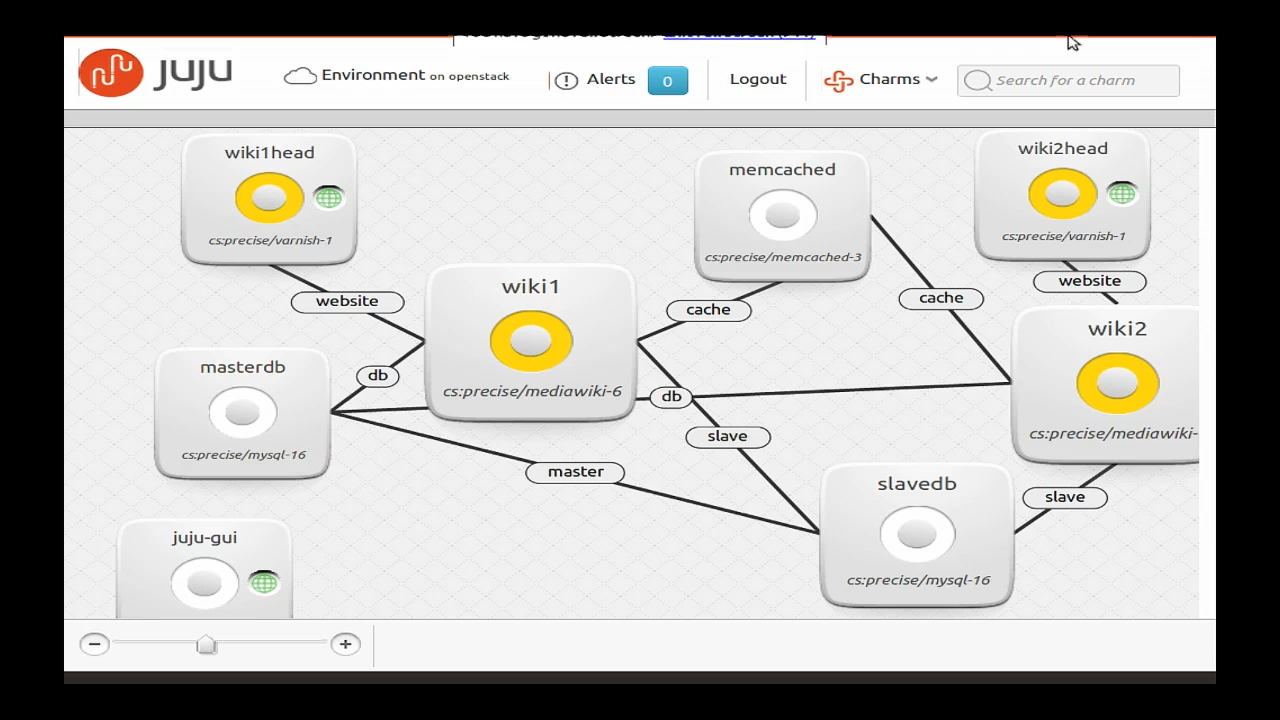 juju
Environment on openstack
Alerts
0
Logout
Charms
Search for a charm
wiki1head
cs:precise/varnish-1
memcached
cs:precise/memcached-3
wiki2head
cs:precise/varnish-1
website
website
wiki1
cs:precise/mediawiki-6
cache
cache
wiki2
cs:precise/mediawiki-
masterdb
cs:precise/mysql-16
db
db
slave
master
slavedb
cs:precise/mysql-16
slave
juju-gui